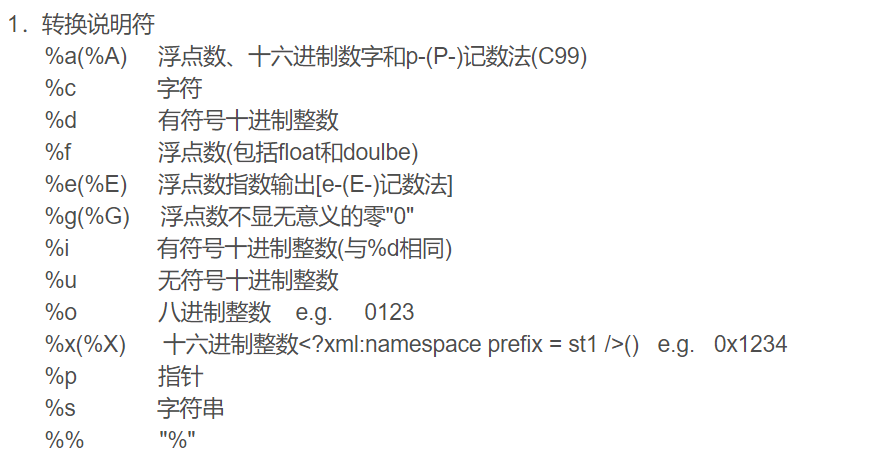 1．转换说明符
%a(%A) 浮点数、十六进制数字和p-(P-)记数法(C99)
%c 字符
%d 有符号十进制整数
%f 浮点数(包括float和doulbe)
%e(%E) 浮点数指数输出[e-(E-)记数法]
%g(%G) 浮点数不显无意义的零"0"
%i 有符号十进制整数(与%d相同)
%u 无符号十进制整数
%o 八进制整数 e.g. 0123
%x(%X) 十六进制整数<?xml:namespace prefix = st1 />() e.g. 0x1234
%p 指针
%s 字符串
%% "%"